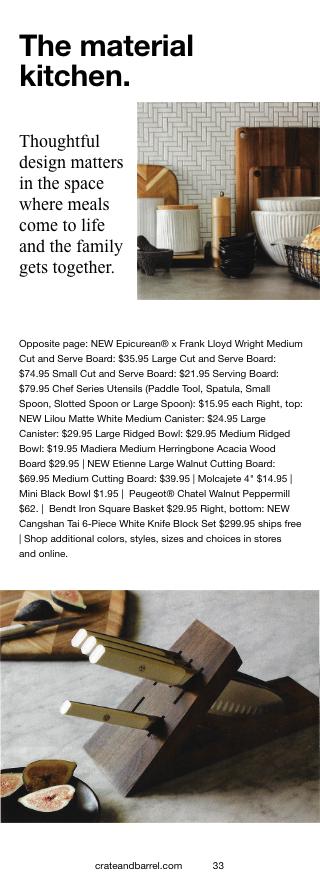 The material
kitchen.
Thoughtful
design matters
in the space
where meals
come to life
and the family
gets together.
Opposite page: NEW Epicurean® x Frank Lloyd Wright Medium
Cut and Serve Board: $35.95 Large Cut and Serve Board:
$74.95 Small Cut and Serve Board: $21.95 Serving Board:
$79.95 Chef Series Utensils (Paddle Tool, Spatula, Small
Spoon, Slotted Spoon or Large Spoon): $15.95 each Right, top:
NEW Lilou Matte White Medium Canister: $24.95 Large
Canister: $29.95 Large Ridged Bowl: $29.95 Medium Ridged
Bowl: $19.95 Madiera Medium Herringbone Acacia Wood
Board $29.95 | NEW Etienne Large Walnut Cutting Board:
$69.95 Medium Cutting Board: $39.95 | Molcajete 4" $14.95 |
Mini Black Bowl $1.95 | Peugeot® Chatel Walnut Peppermill
$62. | Bendt Iron Square Basket $29.95 Right, bottom: NEW
Cangshan Tai 6-Piece White Knife Block Set $299.95 ships free
| Shop additional colors, styles, sizes and choices in stores
and online.
crateandbarrel.com 33